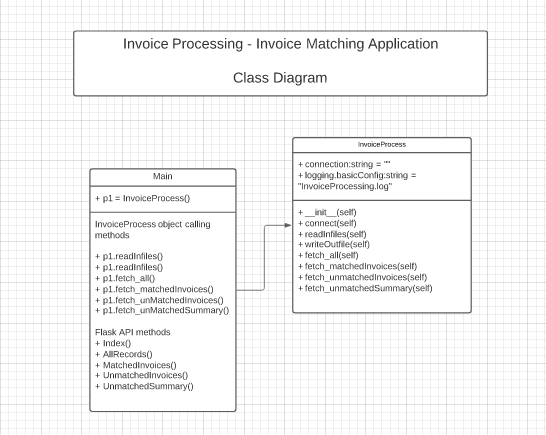 Invoice Processing - Invoice Matching Application
Class Diagram
Main
+ p1 = InvoiceProcess()
InvoiceProcess object calling
methods
+ p1.readInfiles()
+ p1.readInfiles()
+ p1.fetch_all()
+ p1.fetch_matchedInvoices()
+ p1.fetch_unMatchedInvoices()
+ p1.fetch_unMatchedSummary()
Flask API methods
+ Index()
+ AllRecords()
+ MatchedInvoices()
+ UnmatchedInvoices()
+ UnmatchedSummary()
InvoiceProcess
+ connection:string = ""
+ logging.basicConfig:string =
"InvoiceProcessing.log"
+ __init__(self)
+ connect(self)
+ readInfiles(self)
+ writeOutfile(self)
+ fetch_all(self)
+ fetch_matchedInvoices(self)
+ fetch_unmatchedInvoices(self)
+ fetch_unmatchedSummary(self)